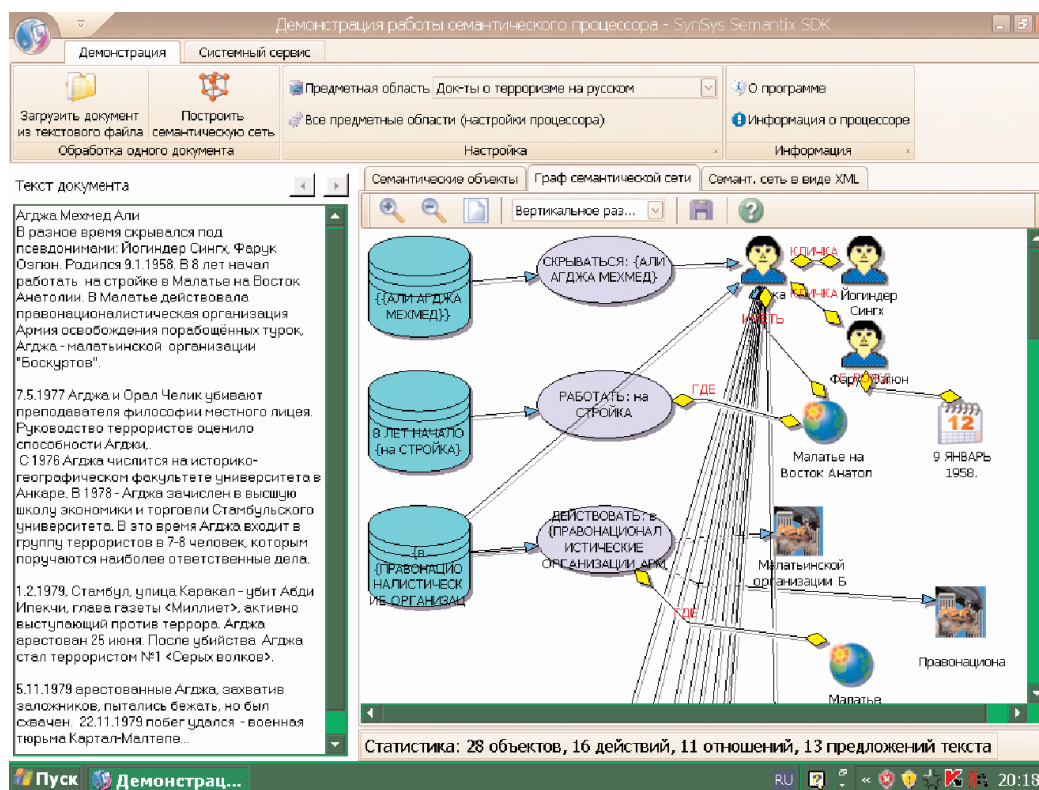 Демонстрация работы семантического процессора - SynSys Semantix SDK
Демонстрация
Системный сервис
Загрузить документ
из текстового файла
Построить
семантическую сеть
Обработка одного документа
Предметная область
Док-ты о терроризме на русском
Все предметные области (настройки процессора)
Настройка
О программе
Информация о процессоре
Информация
Текст документа
Агджа Мехмед Али
В разное время скрывался под
псевдонимами: Йогиндер Сингх, Фарук
Озгюн. Родился 9.1.1958. В 8 лет начал
работать на стройке в Малатье на Восток
Анатолии. В Малатье действовала
правонационалистическая организация
Армия освобождения порабощённых турок,
Агджа - малатьинской организации
"Боскуртов".
7.5.1977 Агджа и Орал Челик убивают
преподавателя философии местного лицея.
Руководство террористов оценило
способности Агджи,.
С 1976 Агджа числится на историко-
географическом факультете университета в
Анкаре. В 1978 - Агджа зачислен в высшую
школу экономики и торговли Стамбульского
университета. В это время Агджа входит в
группу террористов в 7-8 человек, которым
поручаются наиболее ответственные дела.
1.2.1979, Стамбул, улица Каракал - убит Абди
Ипекчи, глава газеты <Миллиет>, активно
выступающий против террора. Агджа
арестован 25 июня. После убийства Агджа
стал террористом №1 <Серых волков>.
5.11.1979 арестованные Агджа, захватив
заложников, пытались бежать, но был
схвачен. 22.11.1979 побег удался - военная
тюрьма Картал-Малтепе...
Семантические объекты
Граф семантической сети
Семант. сеть в виде XML
Вертикальное раз...
{{АЛИ АГДЖА
МЕХМЕД}}
СКРЫВАТЬСЯ: {АЛИ
АГДЖА МЕХМЕД}
КЛИЧКА
КЛИЧКА
Йогиндер
Сингх
ИМЕТЬ
8 ЛЕТ НАЧАЛО
{на СТРОЙКА}
РАБОТАТЬ: на
СТРОЙКА
ГДЕ
Малатье на
Восток Анатол
12
9 ЯНВАРЬ
1958.
{в
{ПРАВОНАЦИО
НАЛИСТИЧЕСК
ИЕ ОРГАНИЗАЦ
ДЕЙСТВОВАТЬ: в
{ПРАВОНАЦИОНАЛ
ИСТИЧЕСКИЕ
ОРГАНИЗАЦИИ АРМ
Малатьинской
организации Б
ГДЕ
Правонациона
Малатье
Статистика: 28 объектов, 16 действий, 11 отношений, 13 предложений текста
Пуск
Демонстрац...
RU
20:18